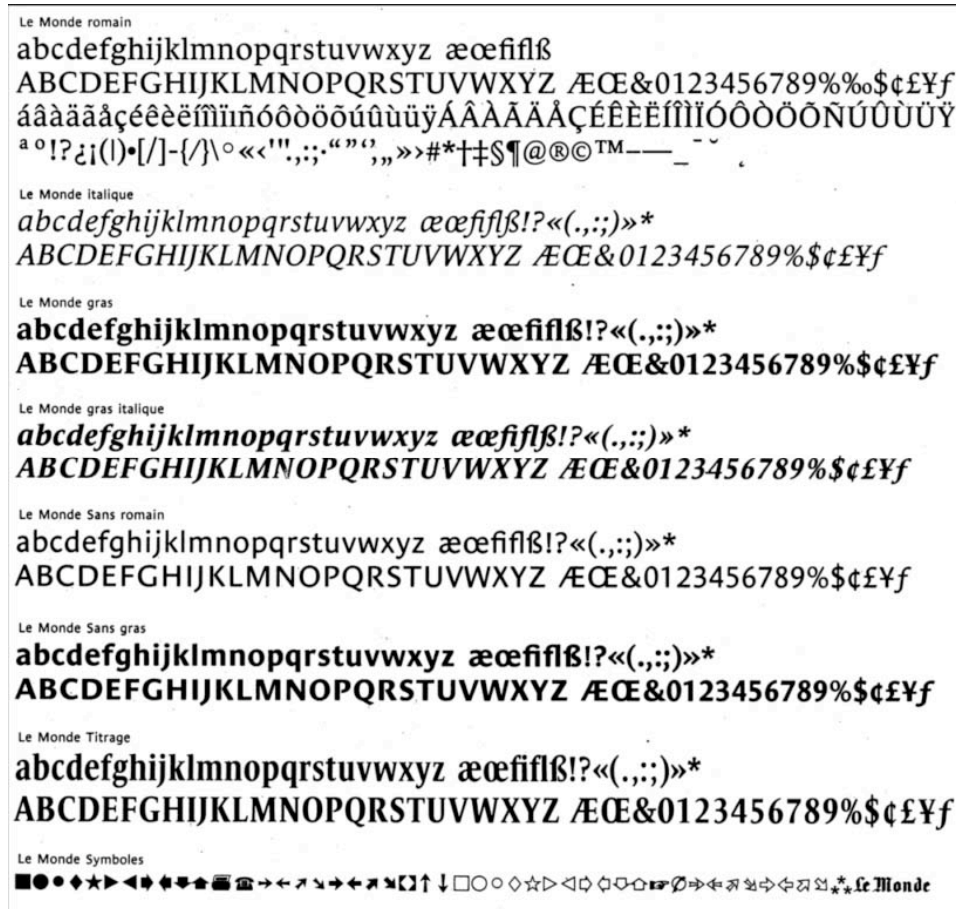 Le Monde romain
abcdefghijklmnopqrstuvwxyz æœfiflß
ABCDEFGHIJKLMNOPQRSTUVWXYZ ÆŒ&0123456789%‰$¢£¥ƒ
áâàäãåçéêèëíîìïıñóôòöõúûùüÿÁÂÀÃÄÅÇÉÊÈËÍÎÌÏÓÔÒÖÕÑÚÛÙÜŸ
ª º!?¿¡(|)•[/]-{/}\°«‹'".,:;·“”‘’‚„»›#*†‡§¶@®©™–—_¯˘ ˛
Le Monde italique
abcdefghijklmnopqrstuvwxyz æœfiflß!?«(.,:;)»*
ABCDEFGHIJKLMNOPQRSTUVWXYZ ÆŒ&0123456789%$¢£¥ƒ
Le Monde gras
abcdefghijklmnopqrstuvwxyz æœfiflß!?«(.,:;)»*
ABCDEFGHIJKLMNOPQRSTUVWXYZ ÆŒ&0123456789%$¢£¥ƒ
Le Monde gras italique
abcdefghijklmnopqrstuvwxyz æœfiflß!?«(.,:;)»*
ABCDEFGHIJKLMNOPQRSTUVWXYZ ÆŒ&0123456789%$¢£¥ƒ
Le Monde Sans romain
abcdefghijklmnopqrstuvwxyz æœfiflß!?«(.,:;)»*
ABCDEFGHIJKLMNOPQRSTUVWXYZ ÆŒ&0123456789%$¢£¥ƒ
Le Monde Sans gras
abcdefghijklmnopqrstuvwxyz æœfiflß!?«(.,:;)»*
ABCDEFGHIJKLMNOPQRSTUVWXYZ ÆŒ&0123456789%$¢£¥ƒ
Le Monde Titrage
abcdefghijklmnopqrstuvwxyz æœfiflß!?«(.,:;)»*
ABCDEFGHIJKLMNOPQRSTUVWXYZ ÆŒ&0123456789%$¢£¥ƒ
Le Monde Symboles
Le Monde